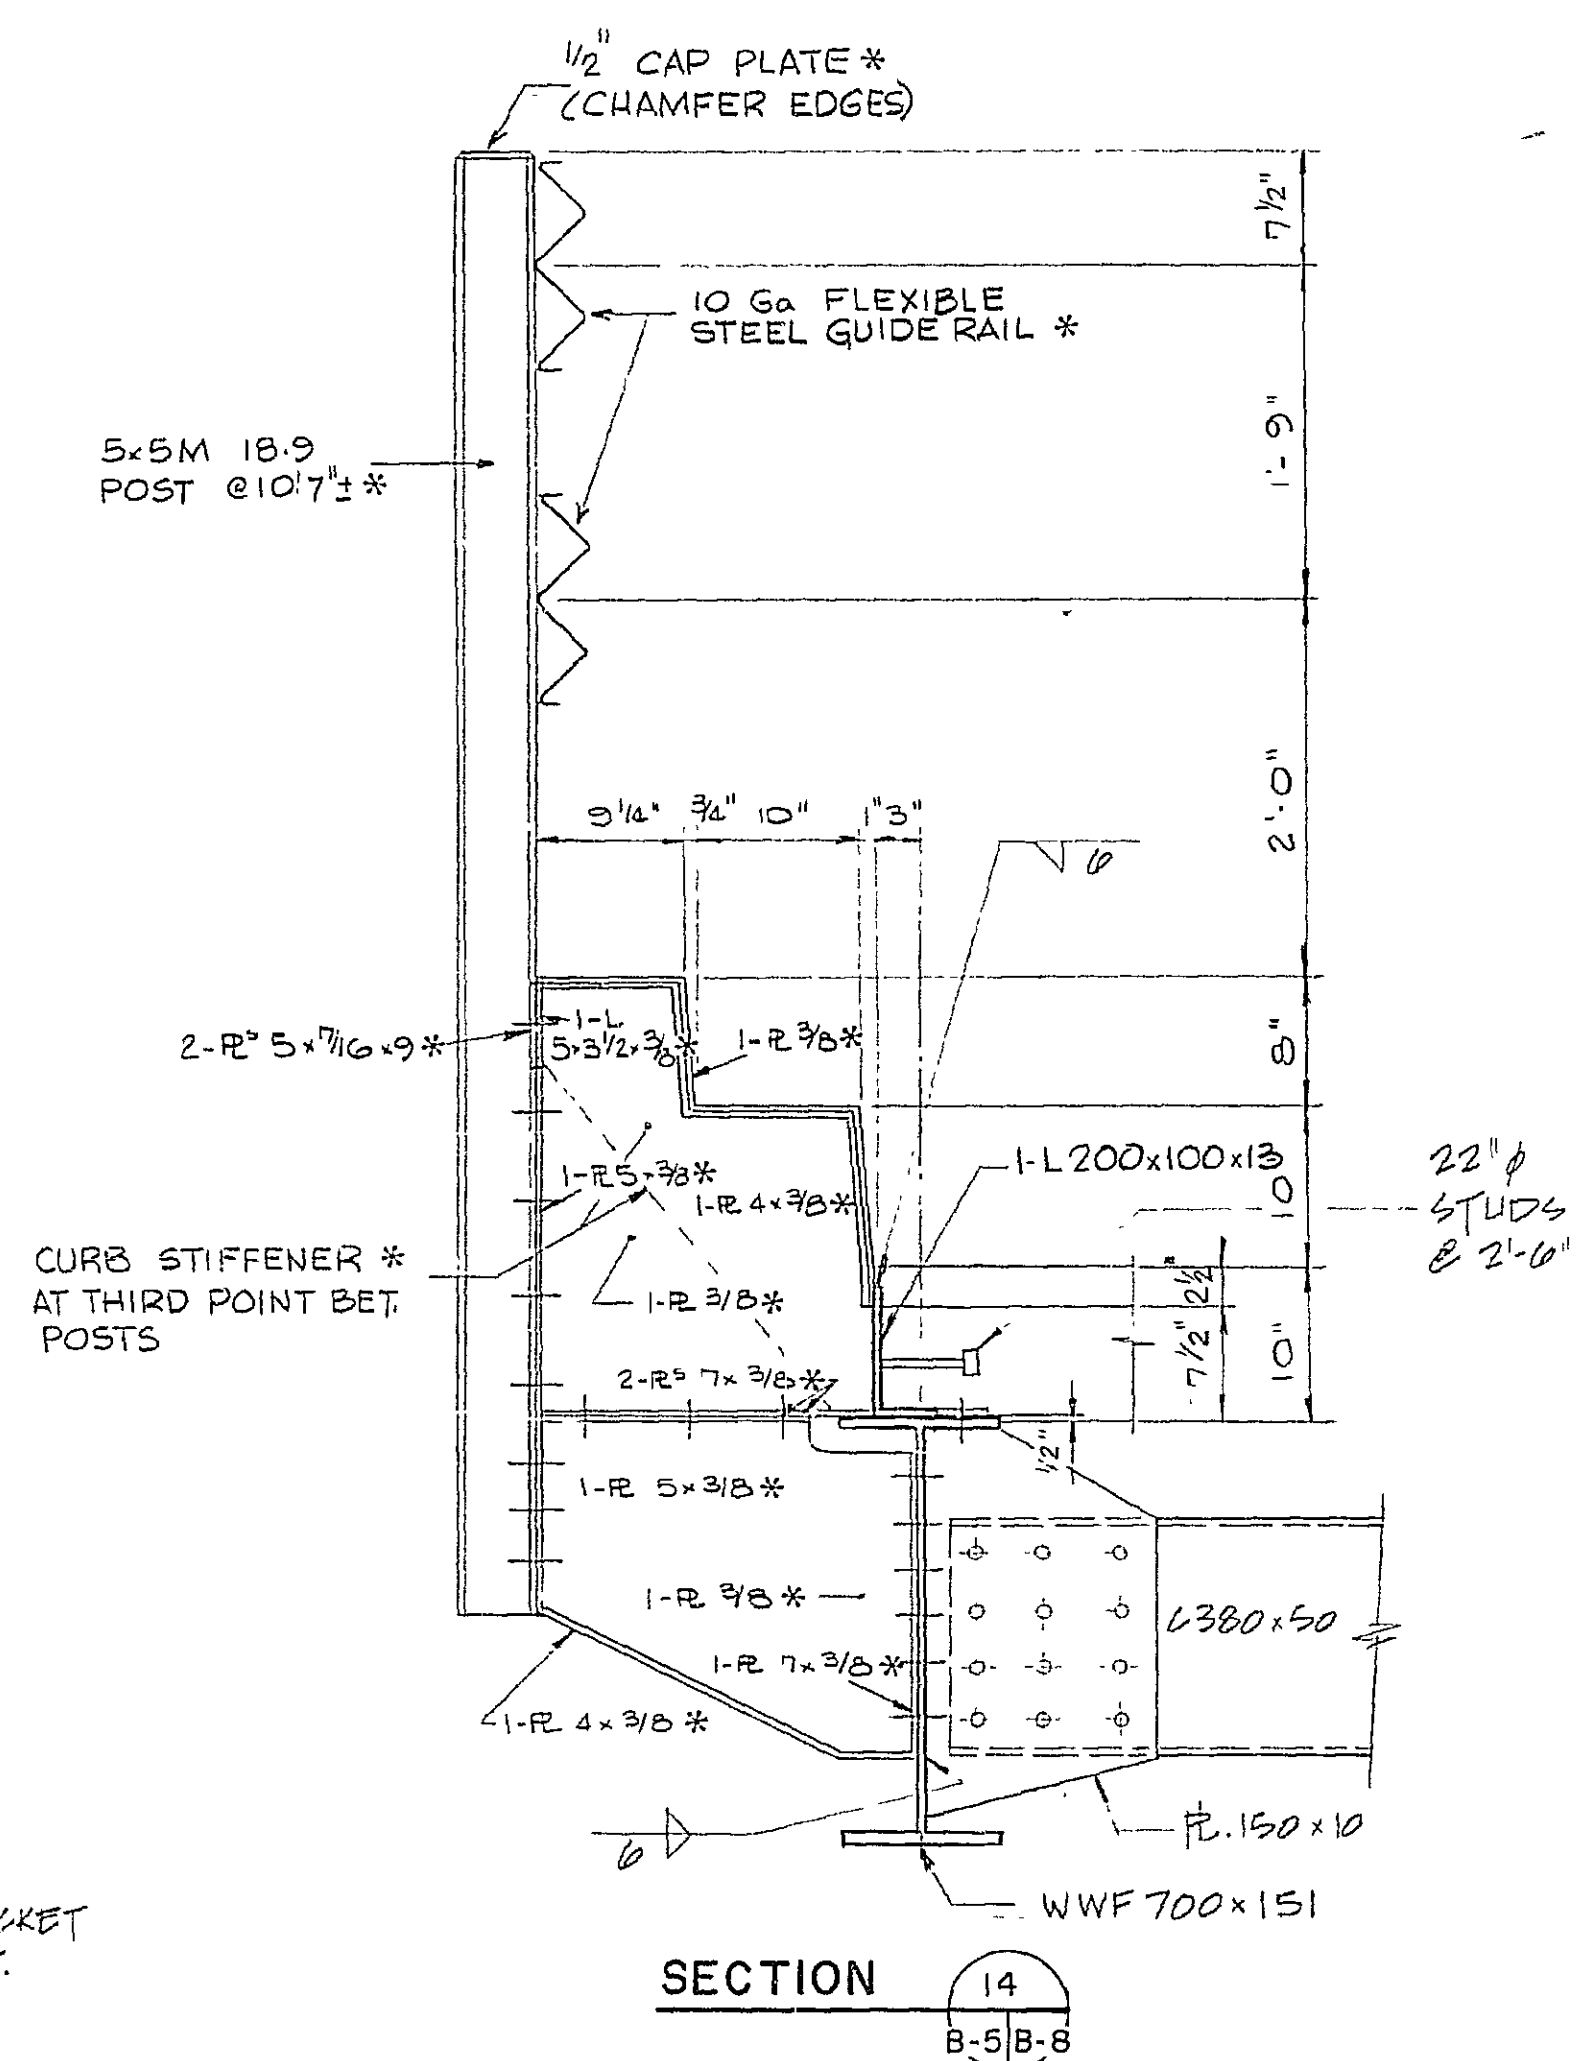 1/2" CAP PLATE *
(CHAMFER EDGES)
7 1/2"
10 Ga FLEXIBLE
STEEL GUIDE RAIL *
1'-9"
5x5M 18.9
POST @10'7"± *
2'-0"
9 1/4" 3/4" 10" 1" 3"
6
8"
2-PLs 5x7/16x9 *
1-L
5x3 1/2x3/8 *
1-PL 3/8 *
1-L 200x100x13
10
22"ϕ
STUDS
@ 2'-6"
1-PL 5x3/8 *
1-PL 4x3/8 *
CURB STIFFENER *
AT THIRD POINT BET.
POSTS
1-PL 3/8 *
2 1/2"
7 1/2"
10"
2-PLs 7x3/8 *
1/2"
1-PL 5x3/8 *
1-PL 3/8 *
C380x50
1-PL 7x3/8 *
1-PL 4x3/8 *
6
PL.150x10
WWF 700x151
CKET
T.
SECTION
14
B-5 B-8